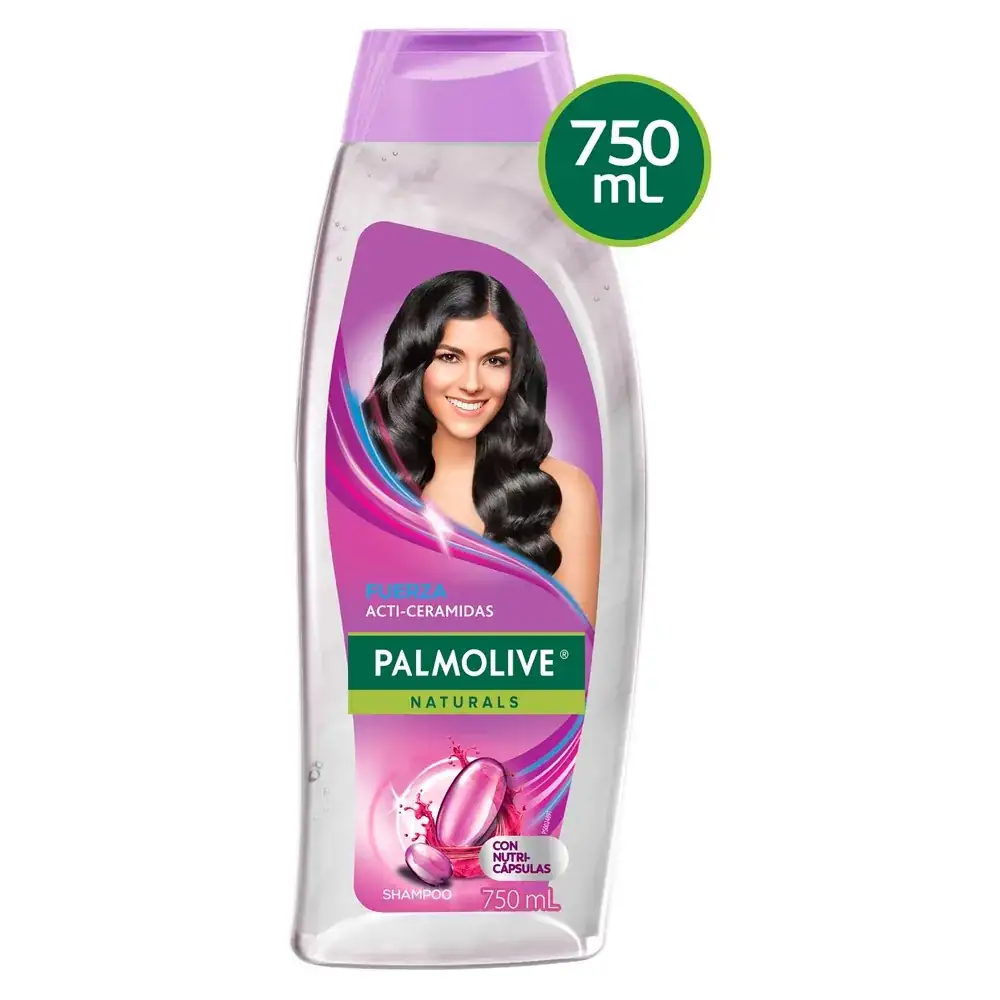 750
mL
FUERZA
ACTI-CERAMIDAS
PALMOLIVE®
NATURALS
CON
NUTRI-
CÁPSULAS
SHAMPOO
750 mL